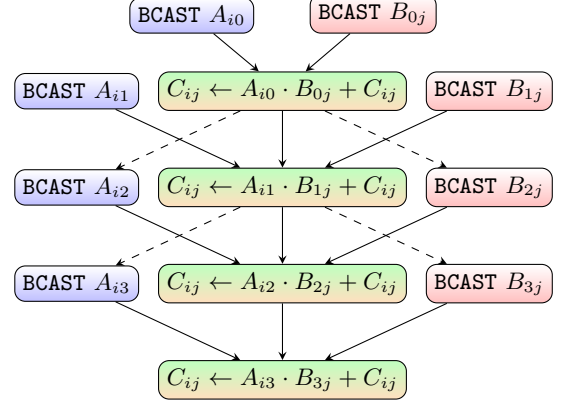 BCAST A_{i0} BCAST B_{0j}
BCAST A_{i1} C_{ij} ← A_{i0} · B_{0j} + C_{ij} BCAST B_{1j}
BCAST A_{i2} C_{ij} ← A_{i1} · B_{1j} + C_{ij} BCAST B_{2j}
BCAST A_{i3} C_{ij} ← A_{i2} · B_{2j} + C_{ij} BCAST B_{3j}
C_{ij} ← A_{i3} · B_{3j} + C_{ij}